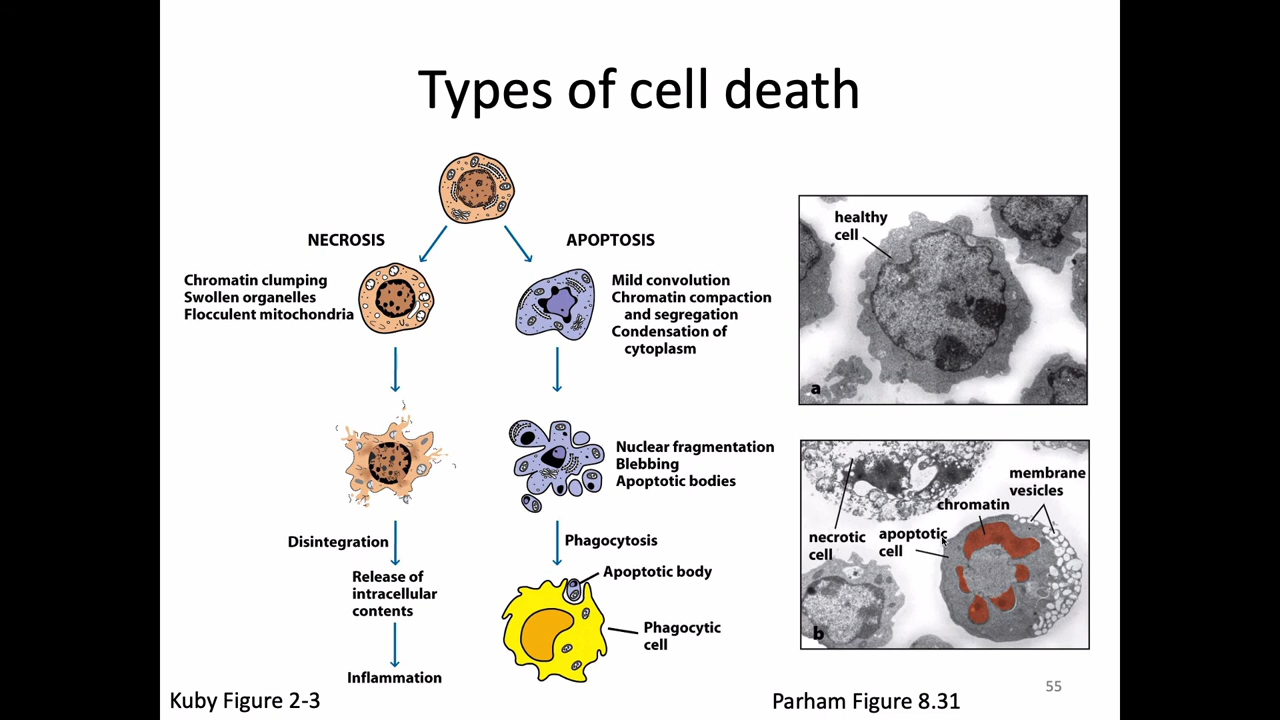 Types of cell death
NECROSIS
Chromatin clumping
Swollen organelles
Flocculent mitochondria
Disintegration
Release of
intracellular
contents
Inflammation
APOPTOSIS
Mild convolution
Chromatin compaction
and segregation
Condensation of
cytoplasm
Nuclear fragmentation
Blebbing
Apoptotic bodies
Phagocytosis
Apoptotic body
Phagocytic
cell
healthy
cell
a
membrane
vesicles
chromatin
necrotic
cell
apoptotic
cell
b
Kuby Figure 2-3
Parham Figure 8.31
55